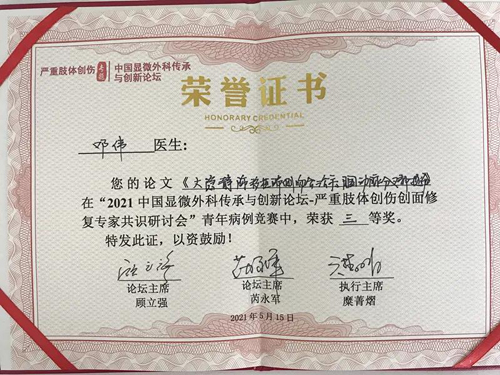 严重肢体创伤 中国显微外科传承
与创新论坛
荣誉证书
HONORARY CREDENTIAL
邓伟 医生:
您的论文《
在“2021 中国显微外科传承与创新论坛-严重肢体创伤创面修
复专家共识研讨会”青年病例竞赛中，荣获 三 等奖。
特发此证，以资鼓励！
论坛主席 论坛主席 执行主席
顾立强 芮永军 糜菁熠
2021年5月15日